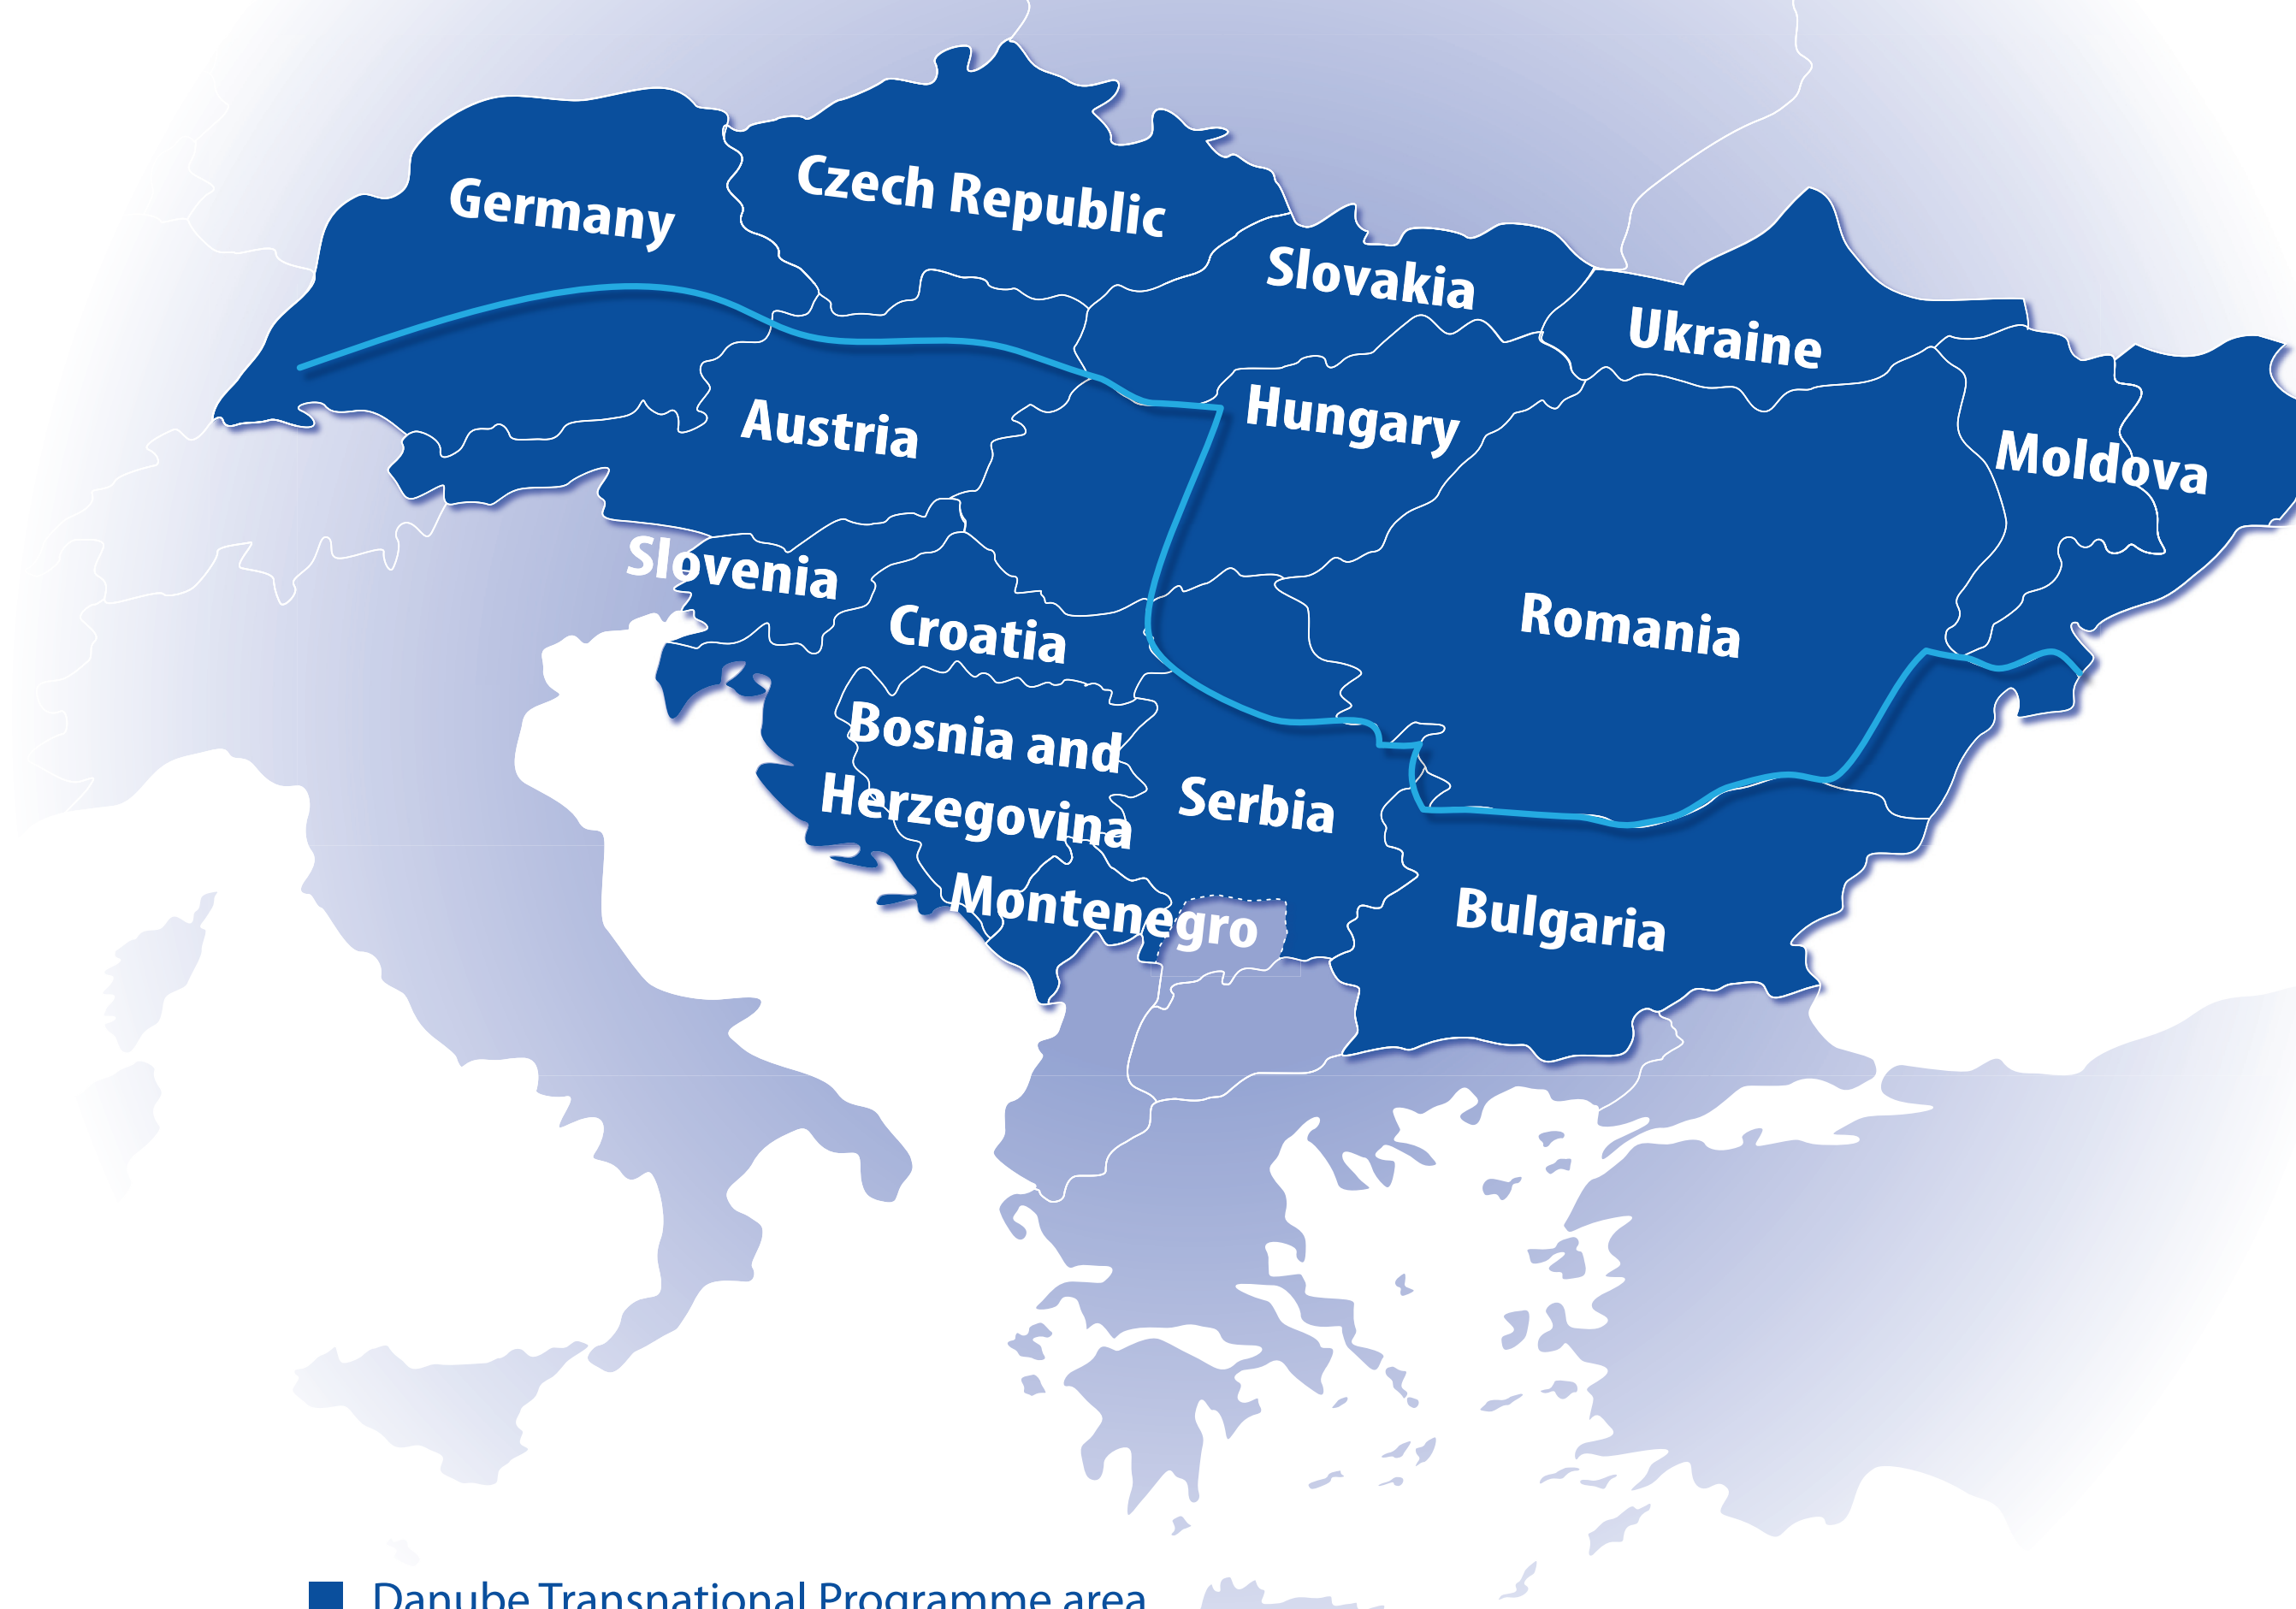 Germany
Czech Republic
Slovakia
Ukraine
Austria
Hungary
Moldova
Slovenia
Croatia
Romania
Bosnia and
Herzegovina
Serbia
Montenegro
Bulgaria
Danube Transnational Programme area